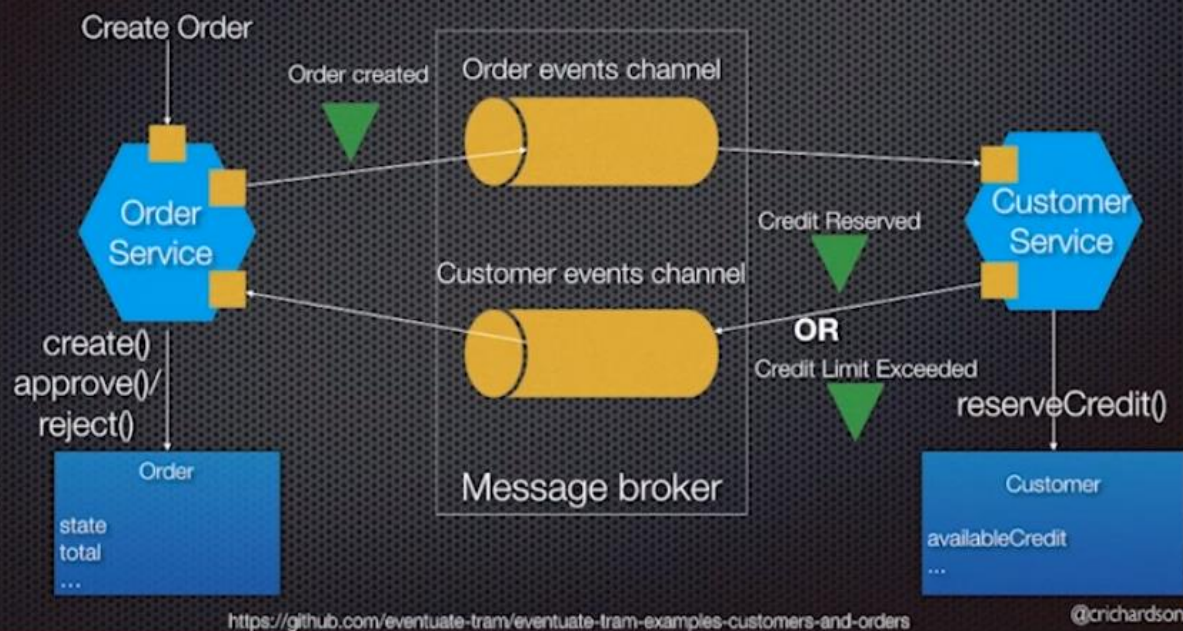 Create Order
Order created
Order events channel
Order
Service
Customer
Service
Credit Reserved
Customer events channel
OR
Credit Limit Exceeded
create()
approve()/
reject()
reserveCredit()
Message broker
Order
state
total
...
Customer
availableCredit
...
https://github.com/eventuate-tram/eventuate-tram-examples-customers-and-orders
@crichardson